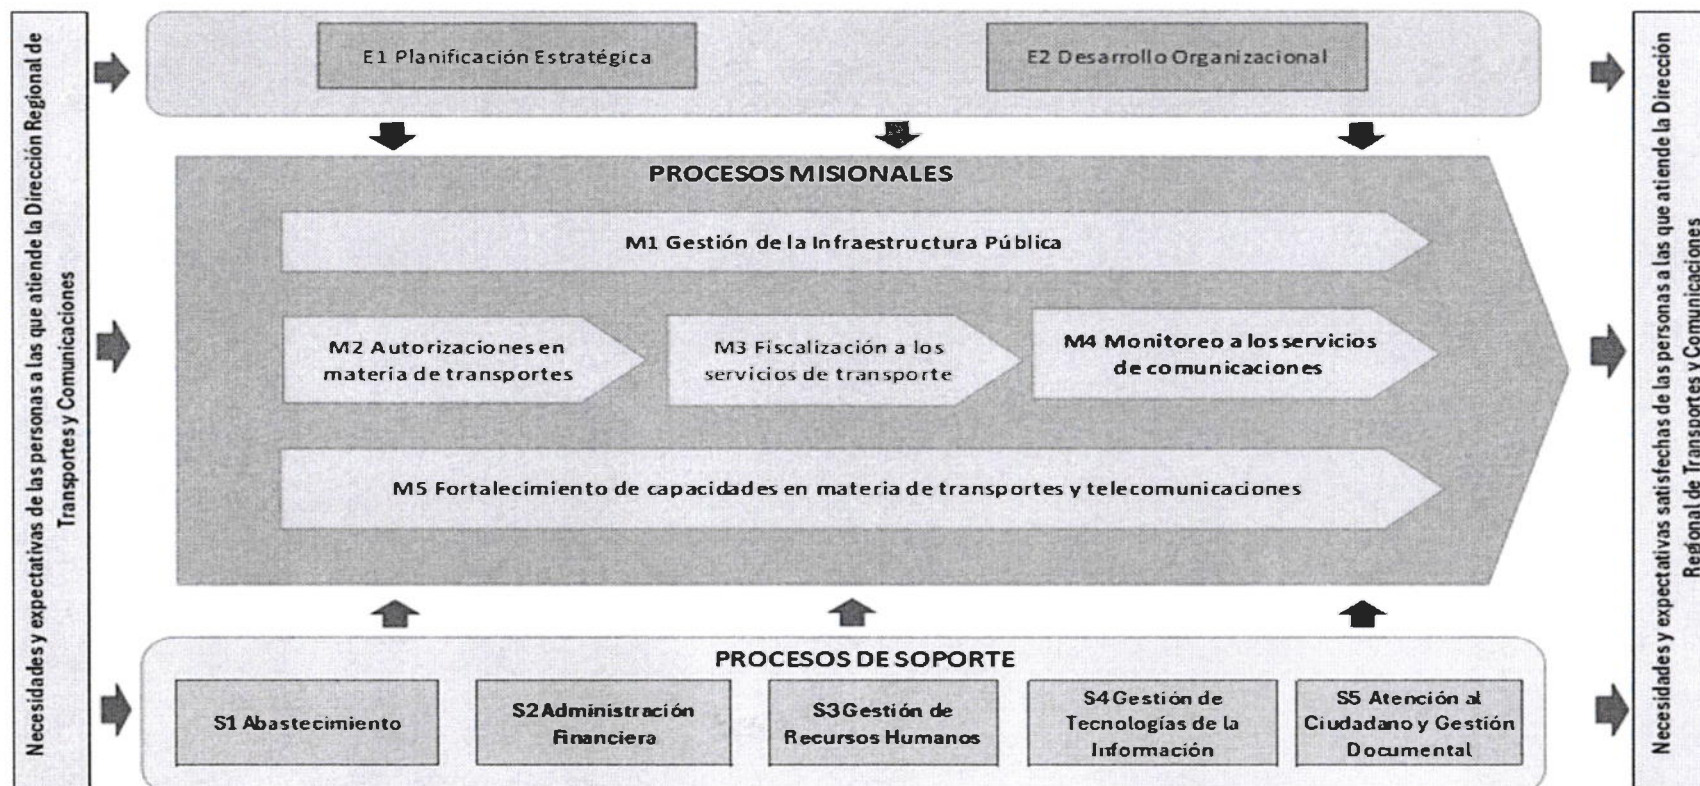 Necesidades y expectativas de las personas a las que atiende la Dirección Regional de
Transportes y Comunicaciones
E1 Planificación Estratégica
E2 Desarrollo Organizacional
PROCESOS MISIONALES
M1 Gestión de la Infraestructura Pública
M2 Autorizaciones en
materia de transportes
M3 Fiscalización a los
servicios de transporte
M4 Monitoreo a los servicios
de comunicaciones
M5 Fortalecimiento de capacidades en materia de transportes y telecomunicaciones
PROCESOS DE SOPORTE
S1 Abastecimiento
S2 Administración
Financiera
S3 Gestión de
Recursos Humanos
S4 Gestión de
Tecnologías de la
Información
S5 Atención al
Ciudadano y Gestión
Documental
Necesidades y expectativas satisfechas de las personas a las que atiende la Dirección
Regional de Transportes y Comunicaciones